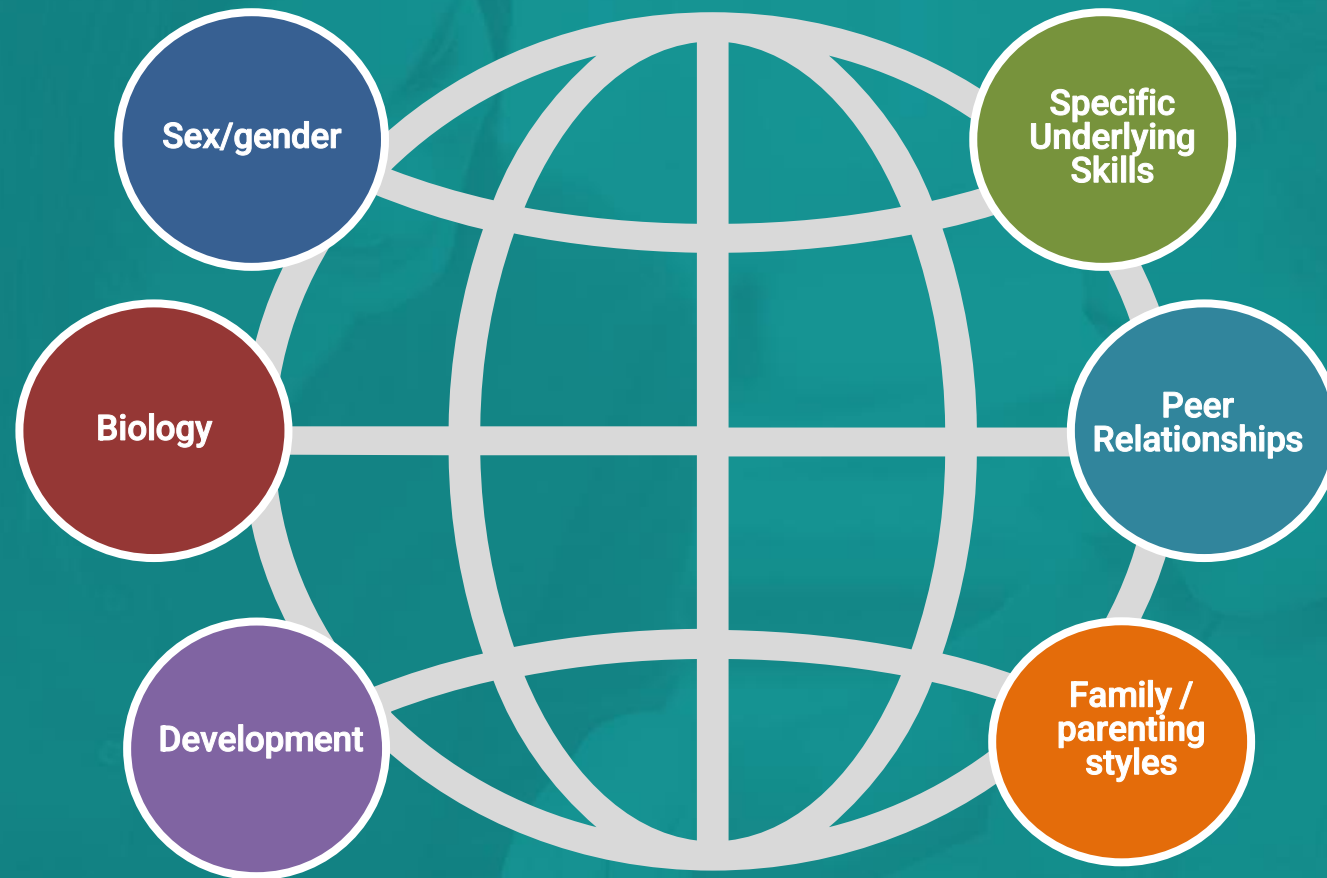 Sex/gender
Specific
Underlying
Skills
Biology
Peer
Relationships
Development
Family /
parenting
styles